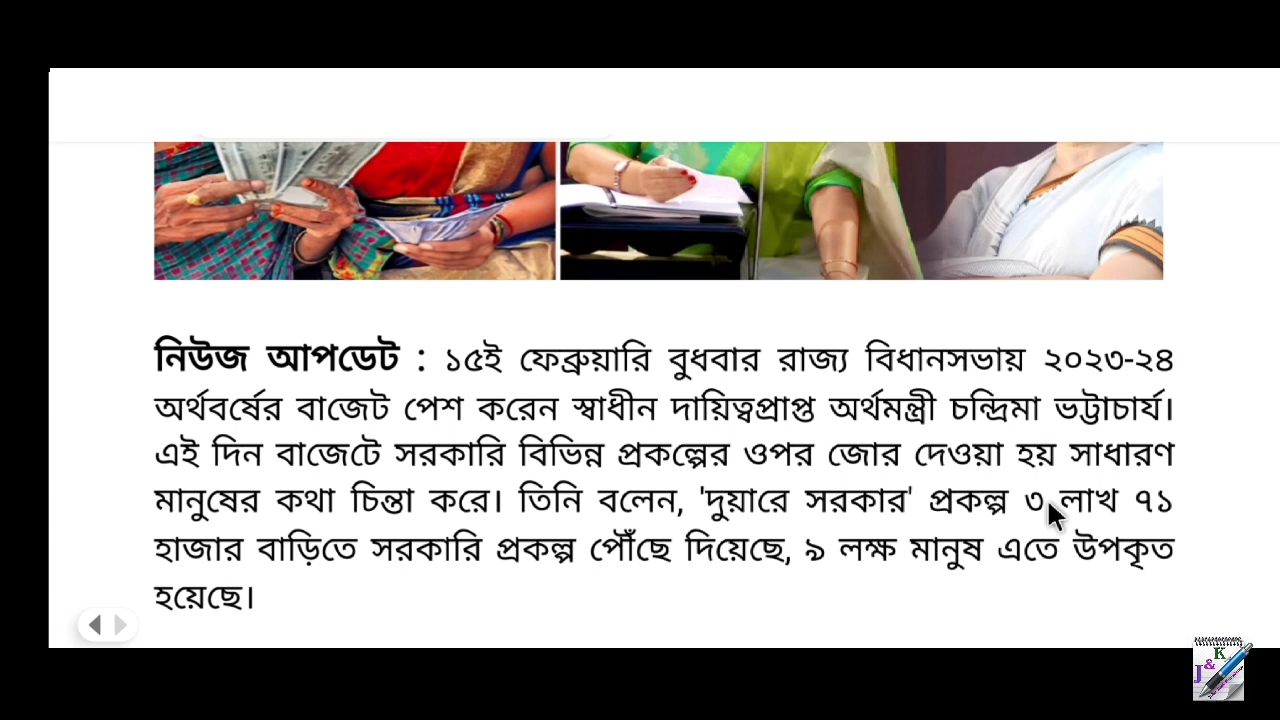 নিউজ আপডেট : ১৫ই ফেব্রুয়ারি বুধবার রাজ্য বিধানসভায় ২০২৩-২৪
অর্থবর্ষের বাজেট পেশ করেন স্বাধীন দায়িত্বপ্রাপ্ত অর্থমন্ত্রী চন্দ্রিমা ভট্টাচার্য।
এই দিন বাজেটে সরকারি বিভিন্ন প্রকল্পের ওপর জোর দেওয়া হয় সাধারণ
মানুষের কথা চিন্তা করে। তিনি বলেন, 'দুয়ারে সরকার' প্রকল্প ৩ লাখ ৭১
হাজার বাড়িতে সরকারি প্রকল্প পৌঁছে দিয়েছে, ৯ লক্ষ মানুষ এতে উপকৃত
হয়েছে।
J&K